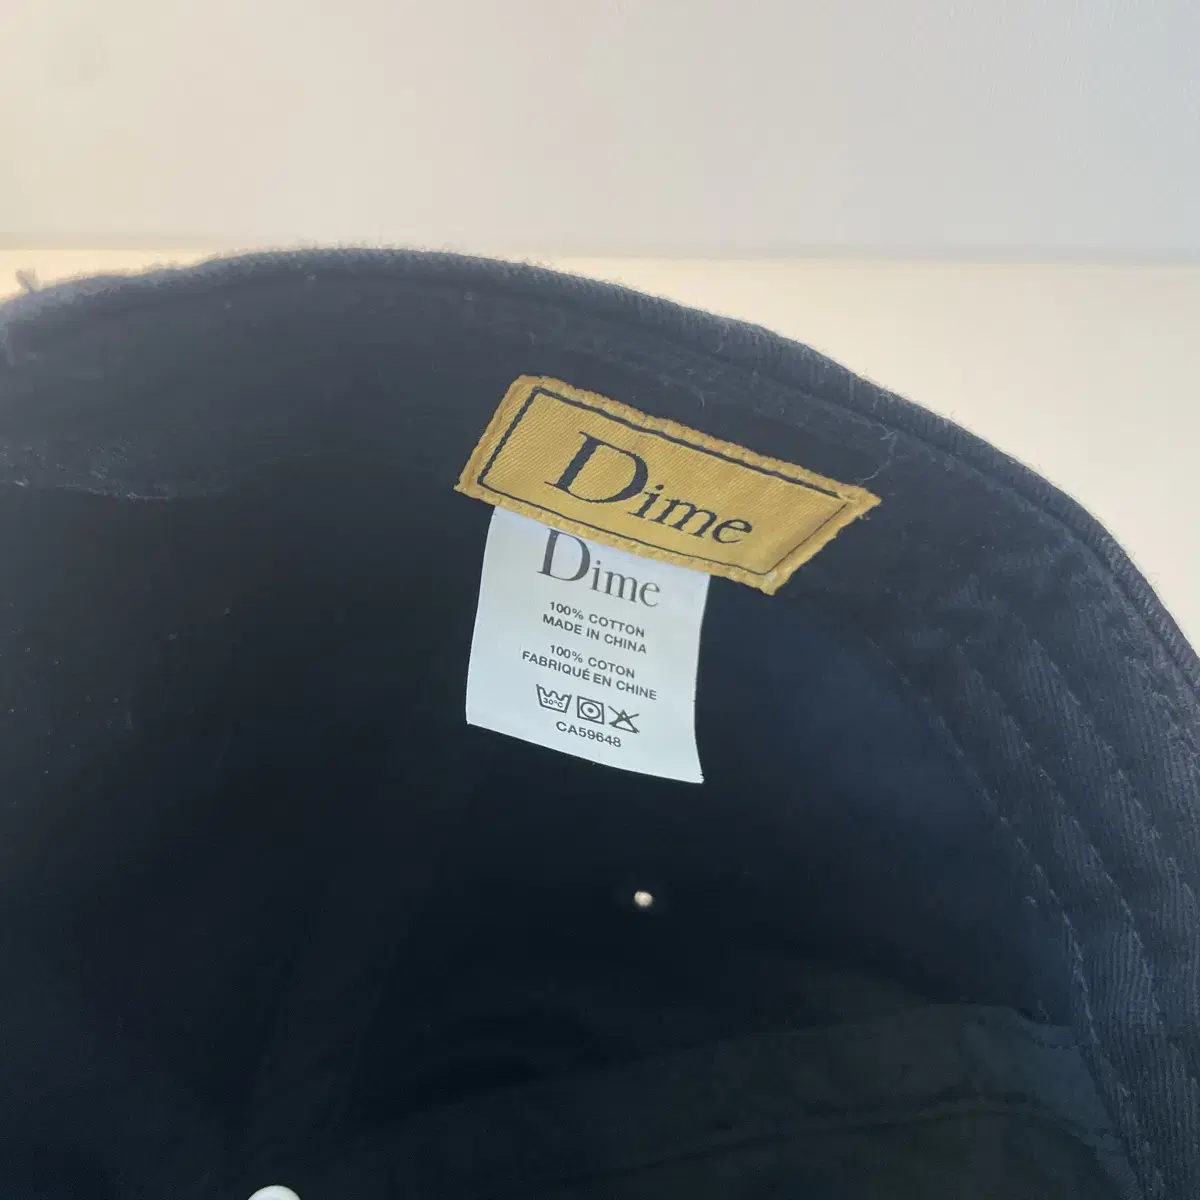 Dime
Dime
100% COTTON
MADE IN CHINA
100% COTON
FABRIQUÉ EN CHINE
30°C
CA59648